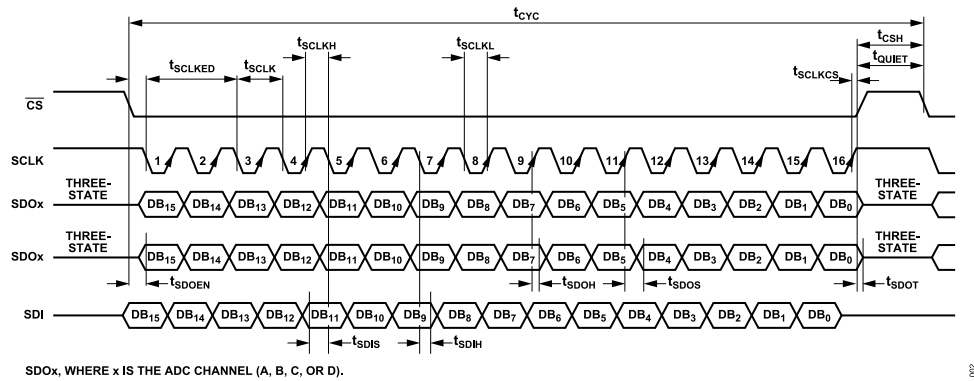 tCYC
tCSH
tQUIET
tSCLKH
tSCLKL
tSCLKED
tSCLK
tSCLKCS
CS
SCLK
1 2 3 4 5 6 7 8 9 10 11 12 13 14 15 16
THREE-
STATE
THREE-
STATE
SDOx
DB15 DB14 DB13 DB12 DB11 DB10 DB9 DB8 DB7 DB6 DB5 DB4 DB3 DB2 DB1 DB0
THREE-
STATE
THREE-
STATE
SDOx
DB15 DB14 DB13 DB12 DB11 DB10 DB9 DB8 DB7 DB6 DB5 DB4 DB3 DB2 DB1 DB0
tSDOEN
tSDOH
tSDOS
tSDOT
SDI
DB15 DB14 DB13 DB12 DB11 DB10 DB9 DB8 DB7 DB6 DB5 DB4 DB3 DB2 DB1 DB0
tSDIS
tSDIH
SDOx, WHERE x IS THE ADC CHANNEL (A, B, C, OR D).
002